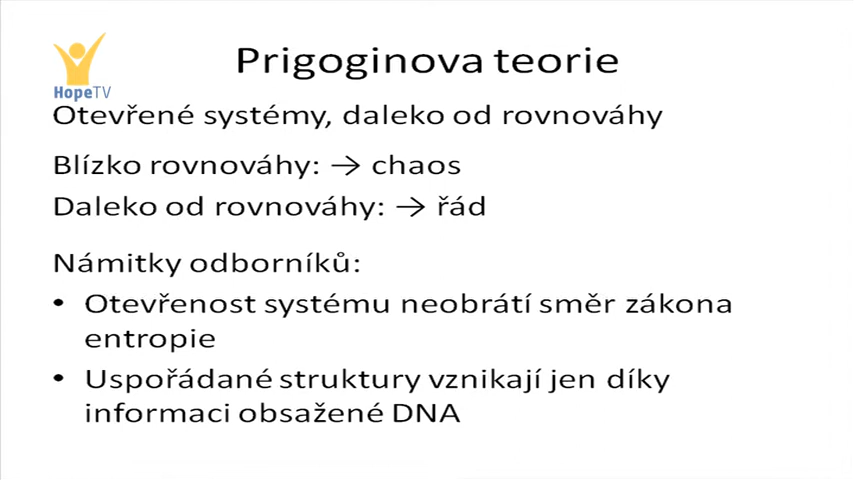 Prigoginova teorie
HopeTV
Otevřené systémy, daleko od rovnováhy
Blízko rovnováhy: → chaos
Daleko od rovnováhy: → řád
Námitky odborníků:
• Otevřenost systému neobrátí směr zákona
entropie
• Uspořádané struktury vznikají jen díky
informaci obsažené DNA